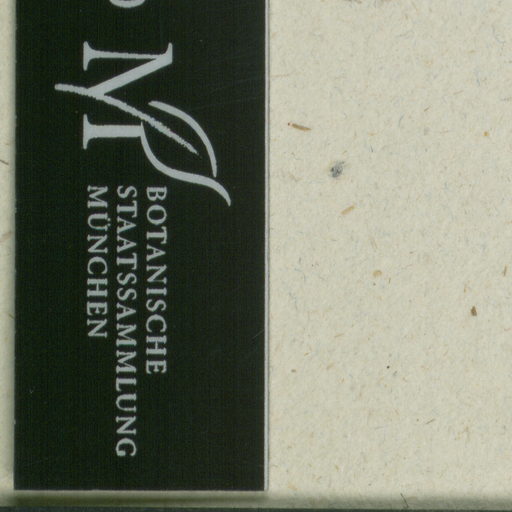 M
BOTANISCHE
STAATSSAMMLUNG
MÜNCHEN